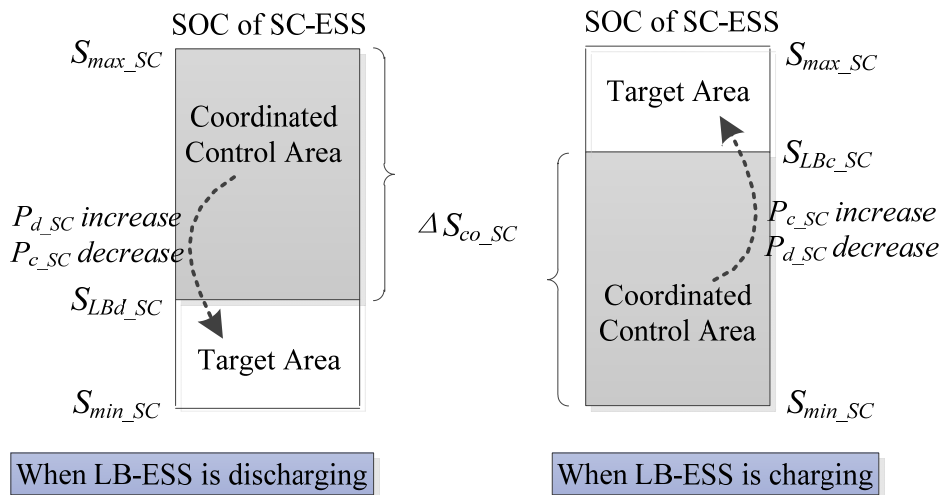 SOC of SC-ESS
S_max_SC
Coordinated
Control Area
P_d_SC increase
P_c_SC decrease
S_LBd_SC
Target Area
S_min_SC
When LB-ESS is discharging
Δ S_co_SC
SOC of SC-ESS
S_max_SC
Target Area
S_LBc_SC
P_c_SC increase
P_d_SC decrease
Coordinated
Control Area
S_min_SC
When LB-ESS is charging